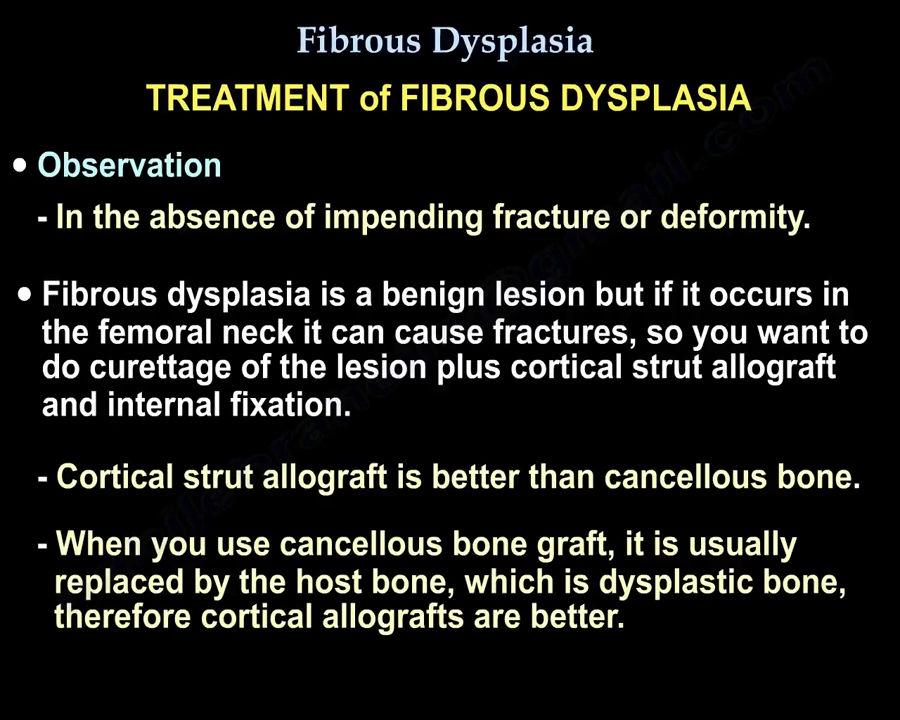 Fibrous Dysplasia
TREATMENT of FIBROUS DYSPLASIA
• Observation
- In the absence of impending fracture or deformity.
• Fibrous dysplasia is a benign lesion but if it occurs in
the femoral neck it can cause fractures, so you want to
do curettage of the lesion plus cortical strut allograft
and internal fixation.
- Cortical strut allograft is better than cancellous bone.
- When you use cancellous bone graft, it is usually
replaced by the host bone, which is dysplastic bone,
therefore cortical allografts are better.